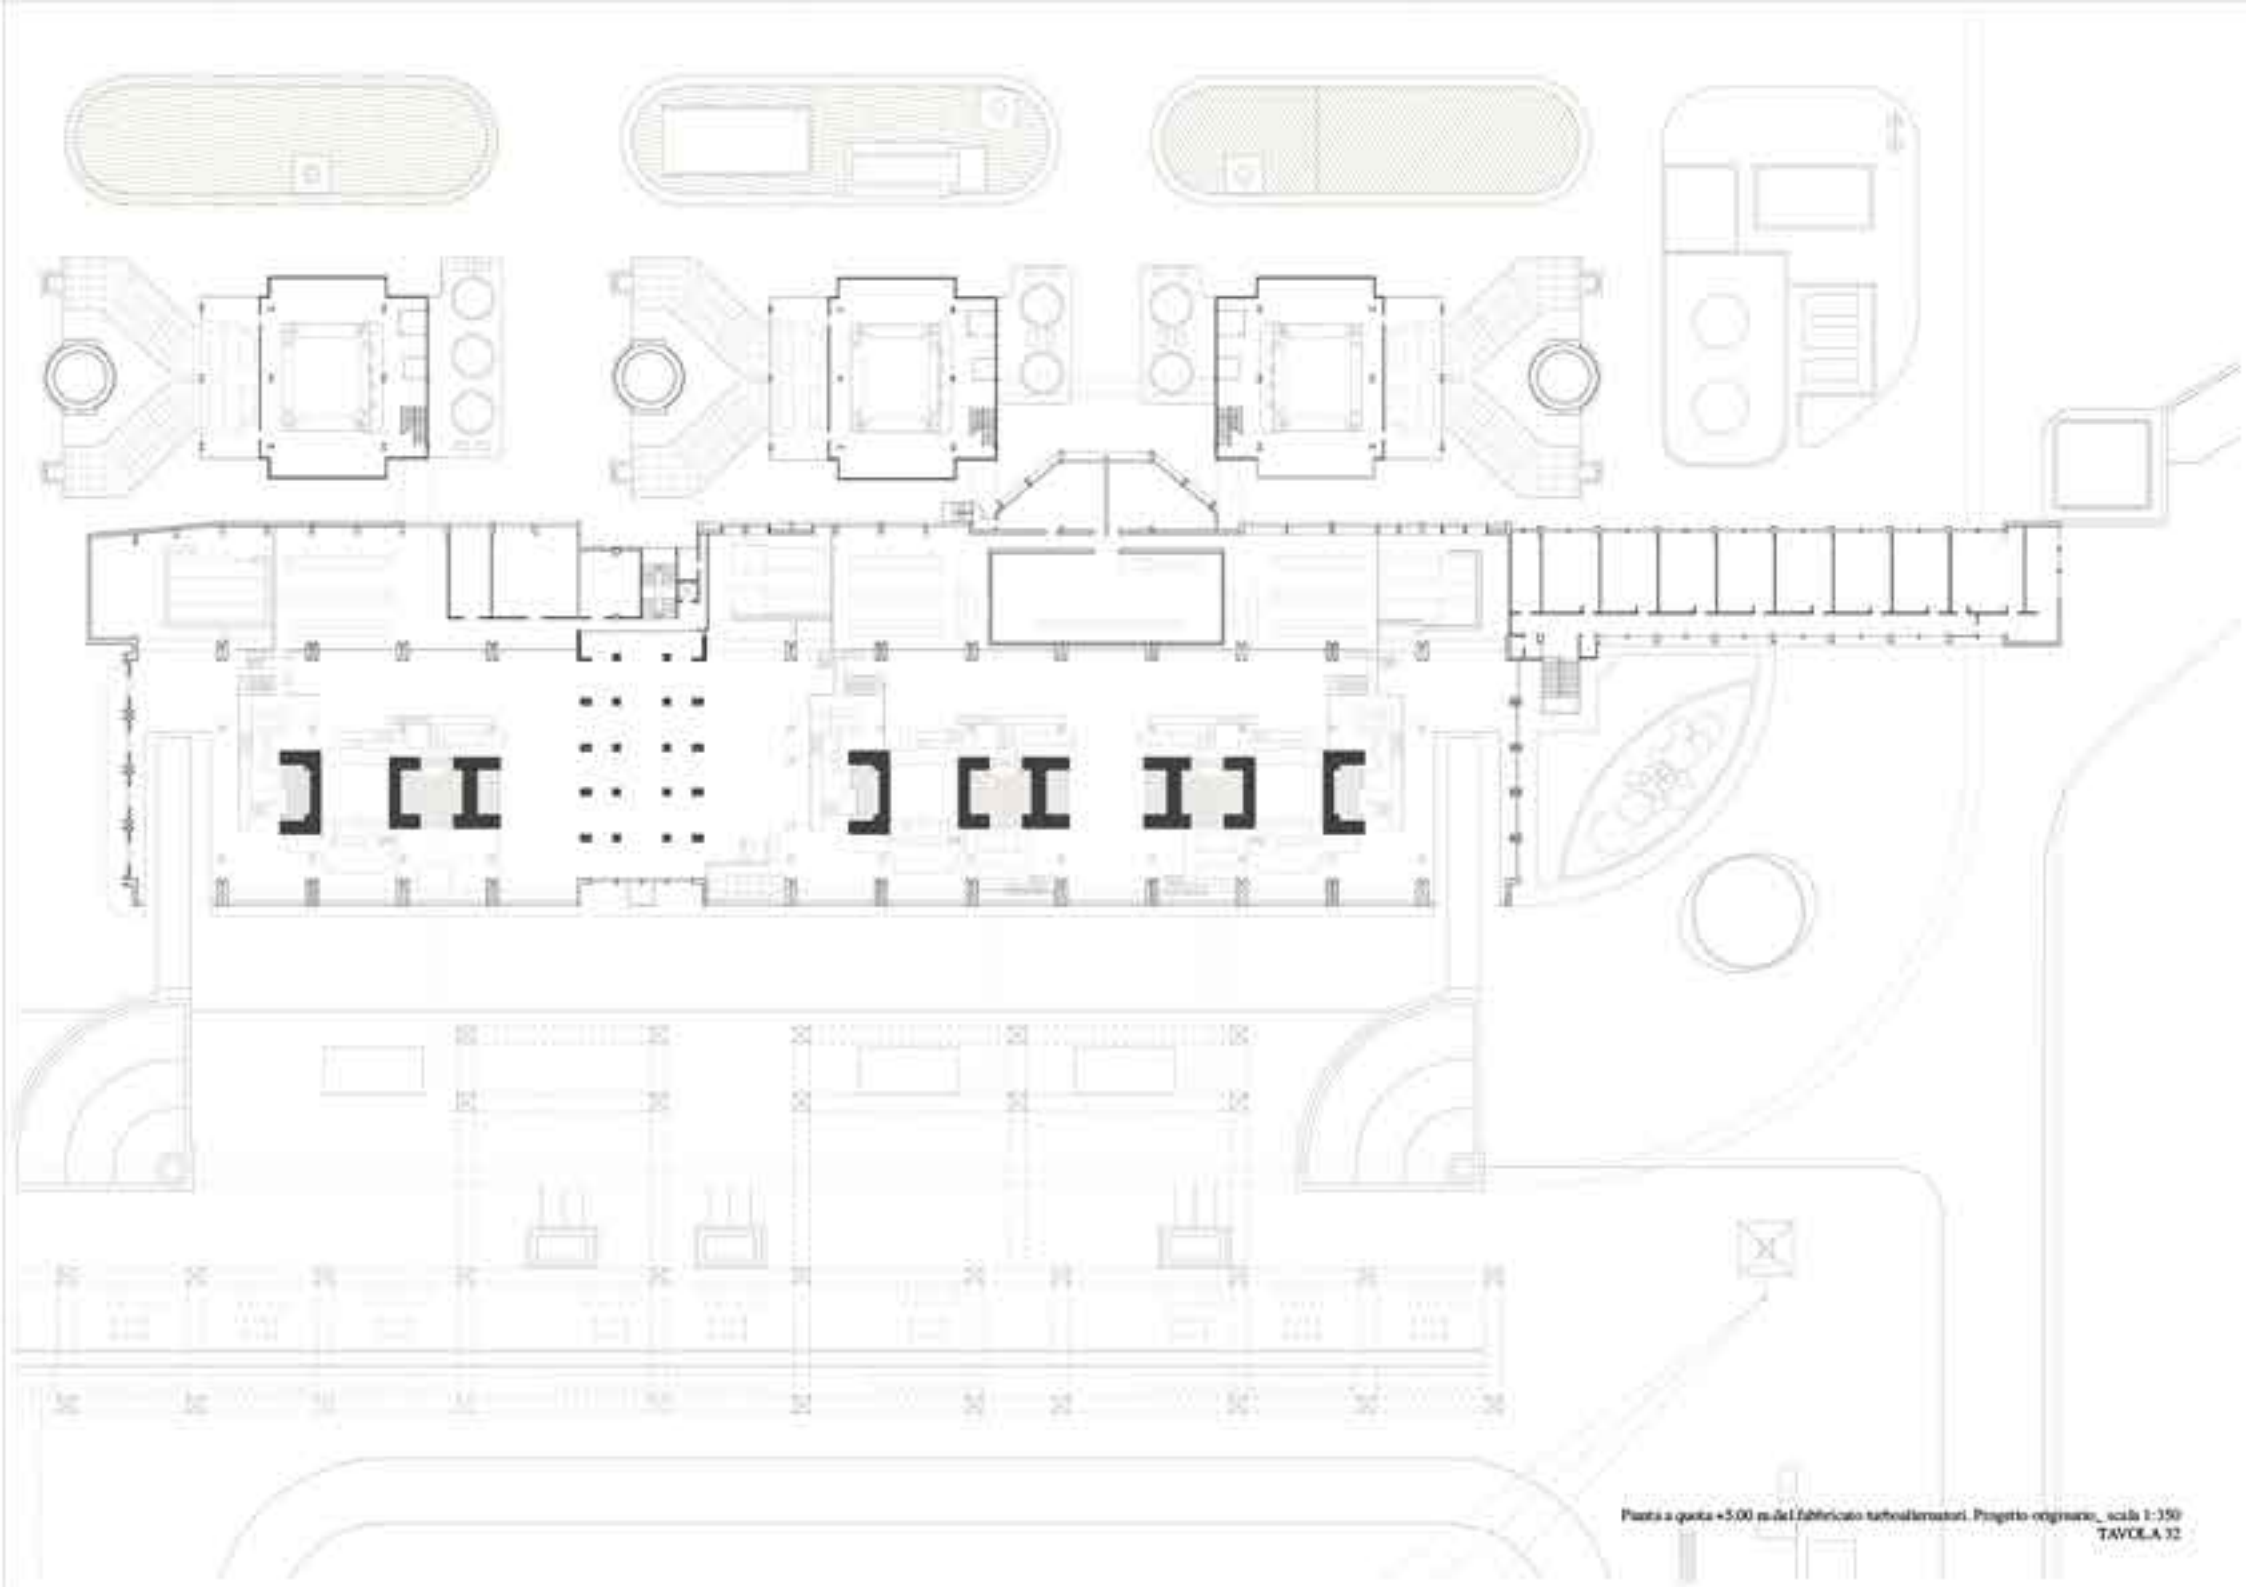 Pianta a quota +5.00 m del fabbricato turboalternatori. Progetto originario_ scala 1:350
TAVOLA 32